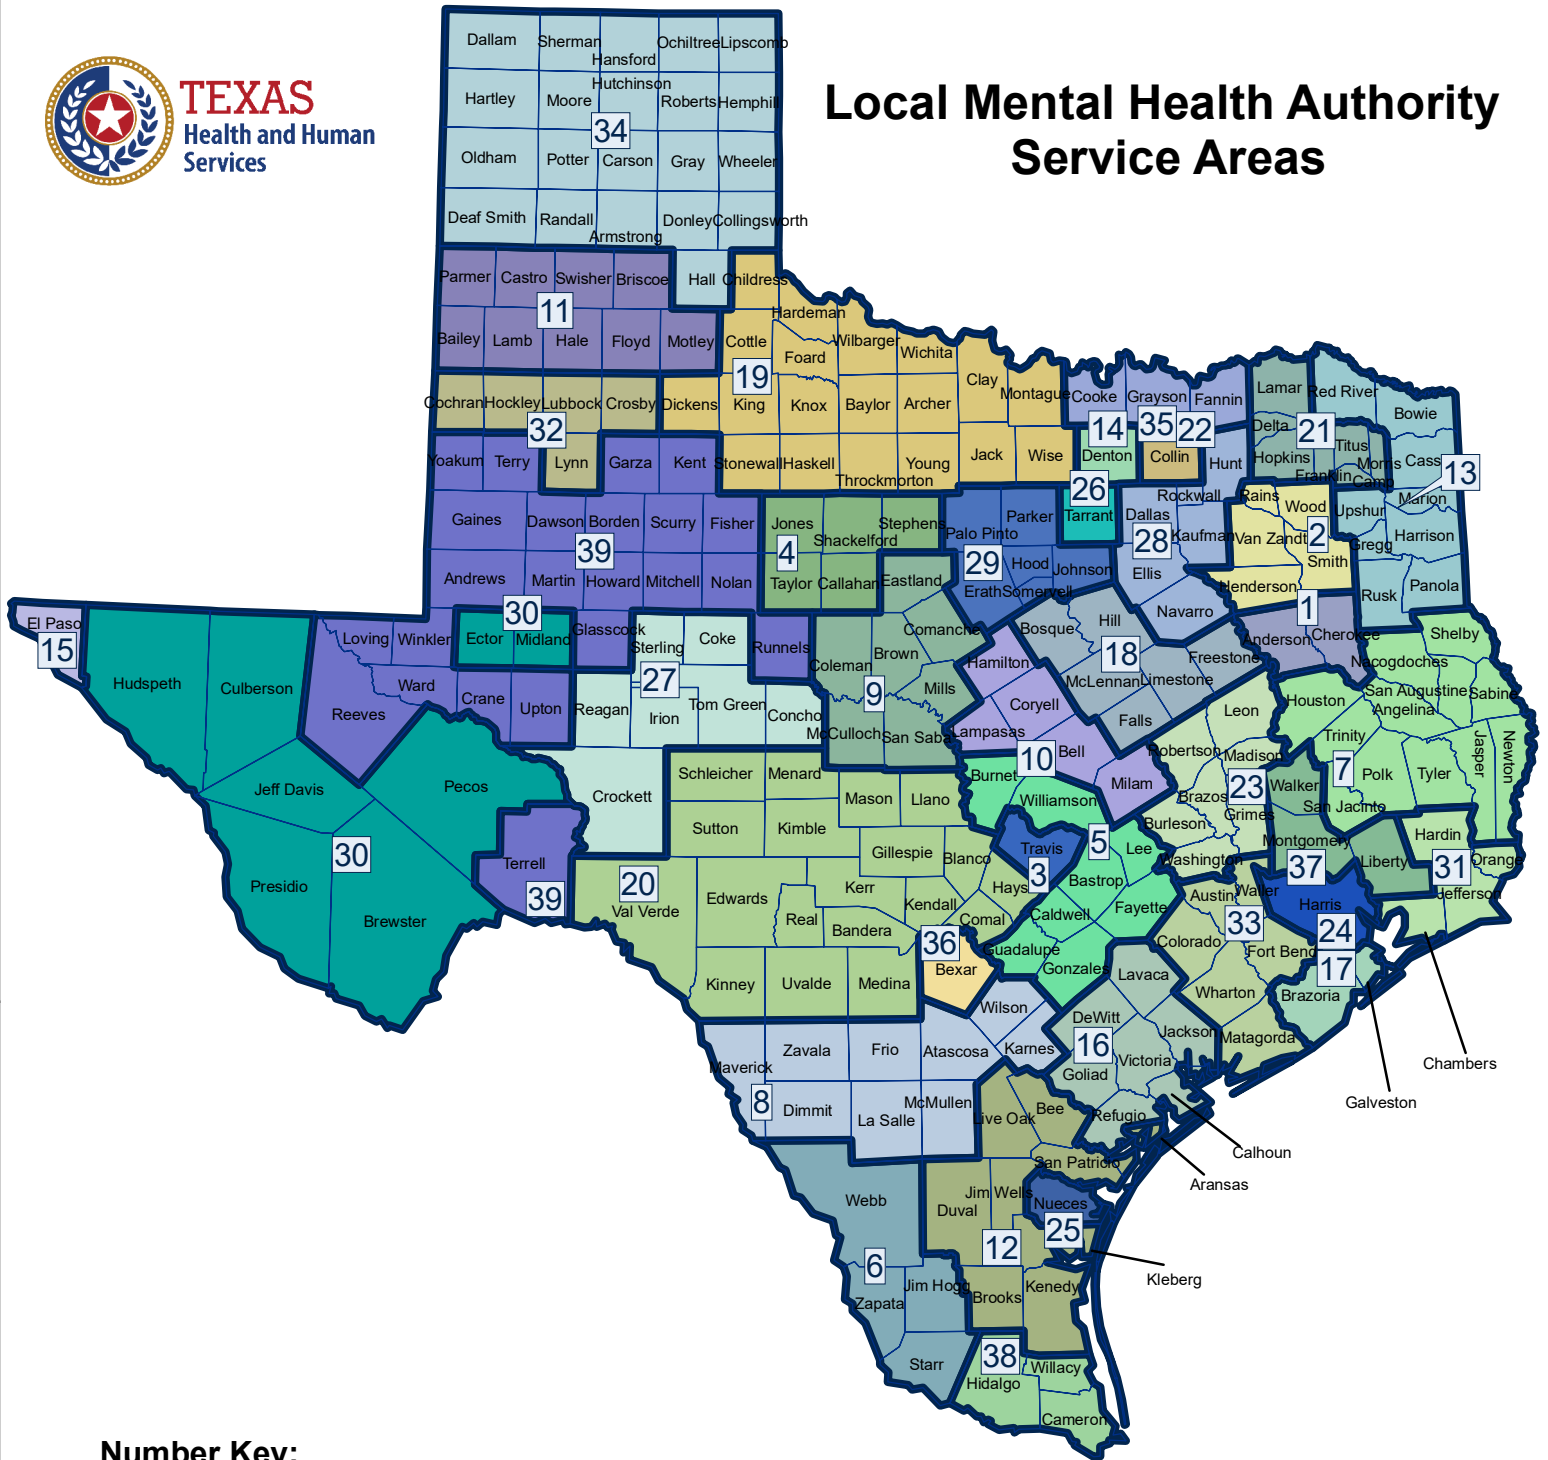 TEXAS
Health and Human
Services
Local Mental Health Authority
Service Areas
Dallam Sherman Hansford Ochiltree Lipscomb
Hartley Moore Hutchinson Roberts Hemphill
34
Oldham Potter Carson Gray Wheeler
Deaf Smith Randall Armstrong Donley Collingsworth
Parmer Castro Swisher Briscoe Hall Childress
11
Bailey Lamb Hale Floyd Motley Cottle Hardeman Foard Wilbarger Wichita Clay Montague
19
Cochran Hockley Lubbock Crosby Dickens King Knox Baylor Archer
32
Cooke Grayson Fannin Lamar Red River Bowie
14 35 22 21
Delta Hopkins Franklin Titus Morris Camp Cass
13
Yoakum Terry Lynn Garza Kent Stonewall Haskell Throckmorton Young Jack Wise Denton Collin Hunt
26
Rockwall Rains Wood Upshur Marion
Gaines Dawson Borden Scurry Fisher Jones Shackelford Stephens Palo Pinto Parker Tarrant Dallas Kaufman Van Zandt Smith Gregg Harrison
39 4 29 28 2
Andrews Martin Howard Mitchell Nolan Taylor Callahan Eastland Erath Hood Somervell Johnson Ellis Navarro Henderson Rusk Panola
30 1
El Paso
15
Hudspeth Culberson Loving Winkler Ector Midland Glasscock Sterling Coke Runnels Coleman Brown Comanche Hamilton Bosque Hill Freestone Anderson Cherokee Shelby
27 9 18
Reeves Ward Crane Upton Reagan Irion Tom Green Concho McCulloch Mills San Saba Lampasas Coryell McLennan Limestone Falls Leon Houston Nacogdoches San Augustine Sabine Angelina
10
Bell Milam Robertson Madison Trinity Jasper Newton
23 7
Jeff Davis Pecos Crockett Schleicher Menard Mason Llano Burnet Williamson Brazos Grimes Walker San Jacinto Polk Tyler
Sutton Kimble Gillespie Blanco Travis Lee Burleson Washington Montgomery Liberty Hardin Orange Jefferson
30 3 5 37 31
Presidio Brewster Terrell
39 20
Val Verde Edwards Real Kerr Bandera Kendall Comal Hays Bastrop Caldwell Fayette Guadalupe Gonzales Austin Waller Harris Colorado Fort Bend
36 33 24 17
Kinney Uvalde Medina Bexar Wilson Lavaca Wharton Brazoria
Maverick Zavala Frio Atascosa Karnes DeWitt Jackson Matagorda
16
Chambers
8
Dimmit La Salle McMullen Live Oak Bee Goliad Victoria Refugio
Galveston
Calhoun
Aransas
San Patricio
Webb Duval Jim Wells Nueces
25
12
6
Kleberg
Zapata Jim Hogg Brooks Kenedy
38
Starr Hidalgo Willacy
Cameron
Number Key: